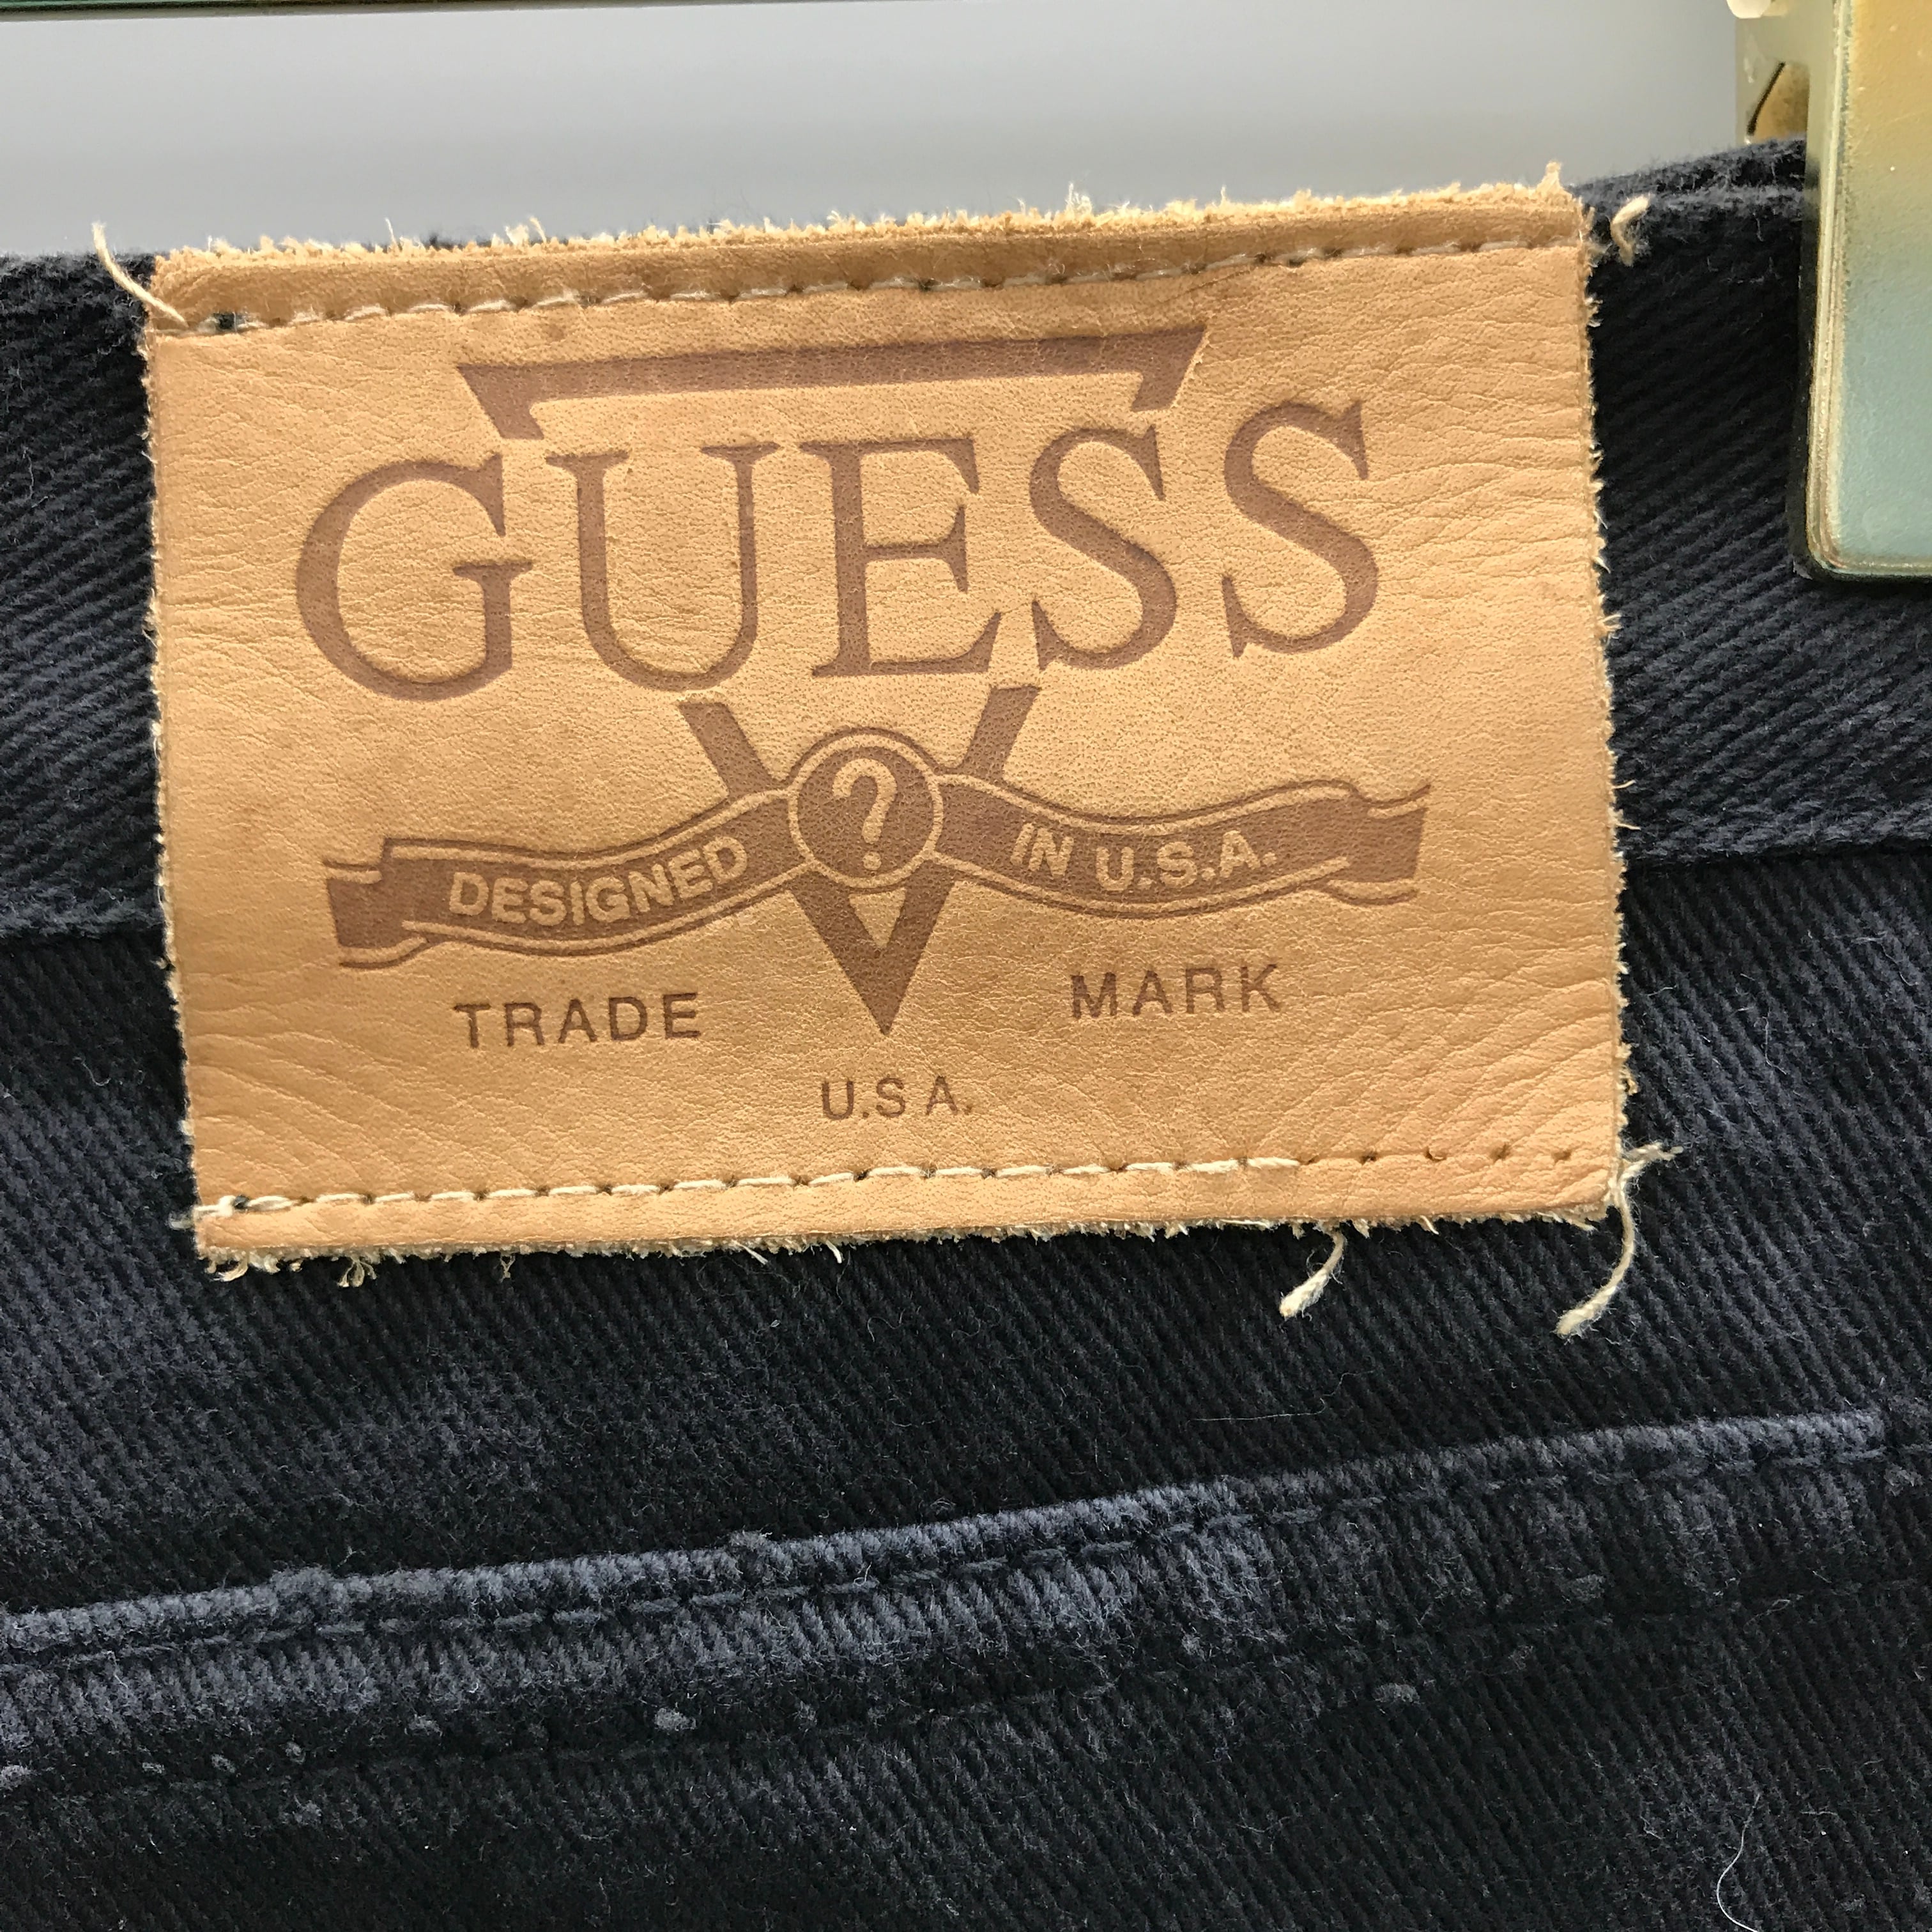 GUESS
?
DESIGNED IN U.S.A.
TRADE MARK
U.S A.